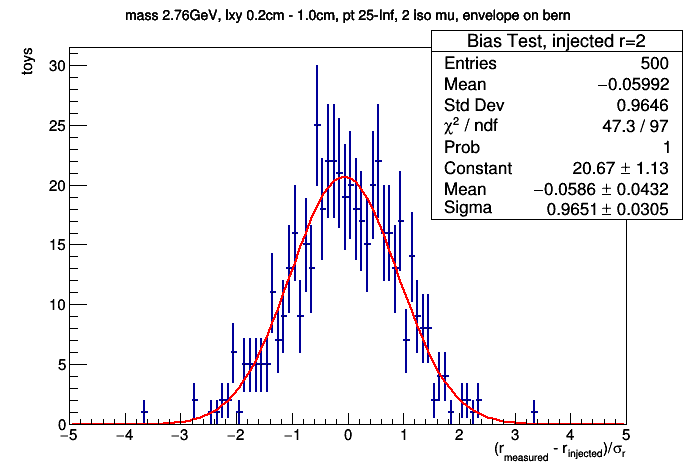 mass 2.76GeV, lxy 0.2cm - 1.0cm, pt 25-Inf, 2 iso mu, envelope on bern
Bias Test, injected r=2
Entries 500
Mean −0.05992
Std Dev 0.9646
χ² / ndf 47.3 / 97
Prob 1
Constant 20.67 ± 1.13
Mean −0.0586 ± 0.0432
Sigma 0.9651 ± 0.0305
toys
30
25
20
15
10
5
0
−5 −4 −3 −2 −1 0 1 2 3 4 5
(r_measured - r_injected)/σ_r